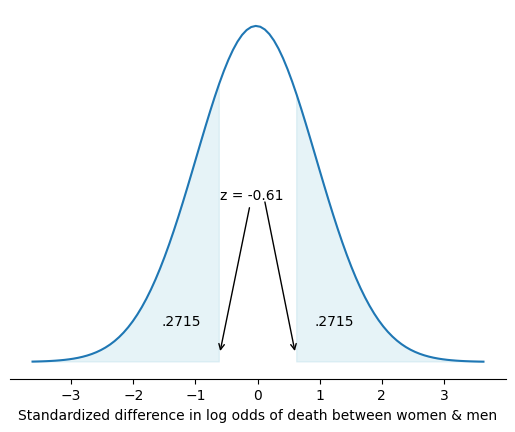 z = -0.61
.2715 .2715
−3 −2 −1 0 1 2 3
Standardized difference in log odds of death between women & men